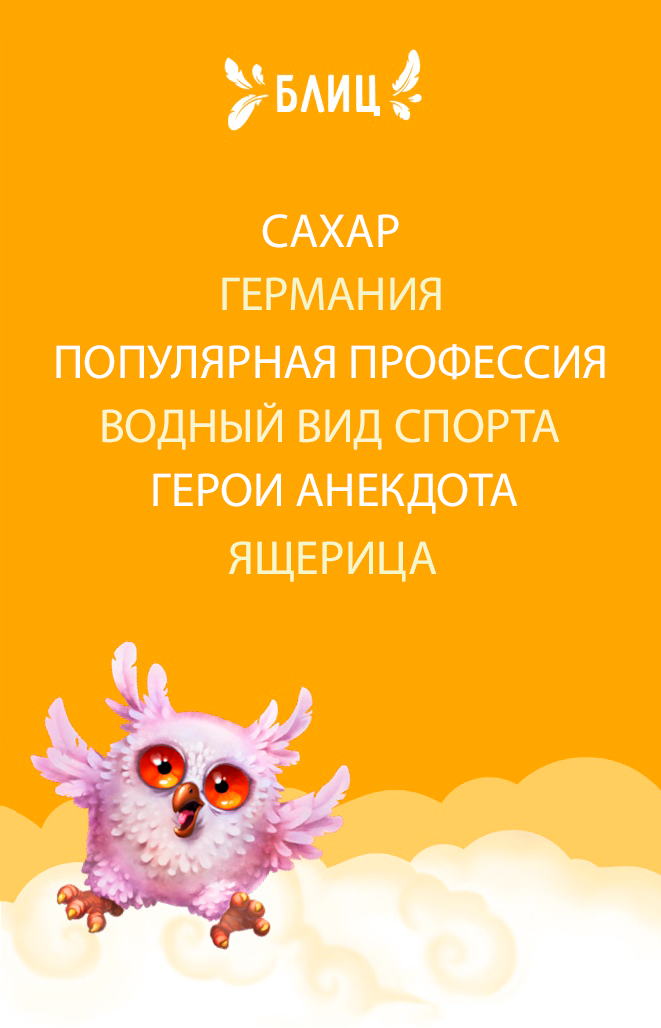 БЛИЦ
САХАР
ГЕРМАНИЯ
ПОПУЛЯРНАЯ ПРОФЕССИЯ
ВОДНЫЙ ВИД СПОРТА
ГЕРОИ АНЕКДОТА
ЯЩЕРИЦА